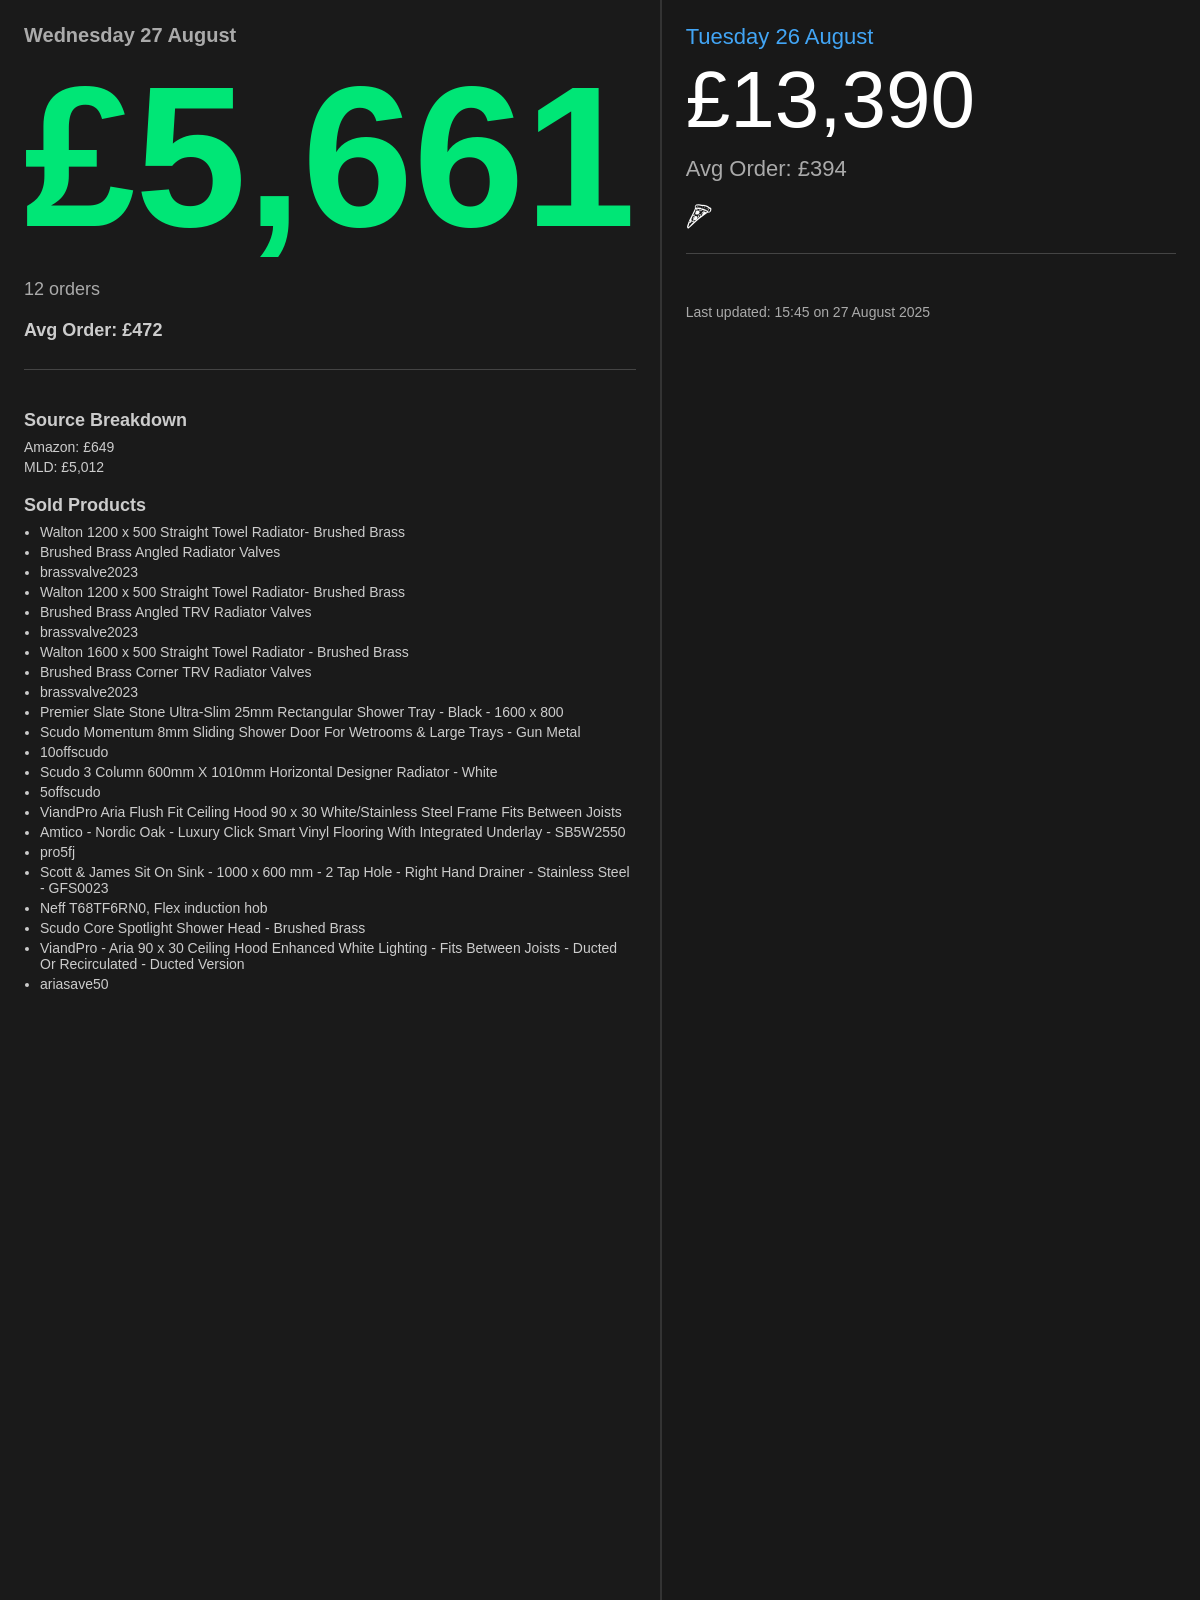 Wednesday 27 August
£5,661
12 orders
Avg Order: £472
Source Breakdown
Amazon: £649
MLD: £5,012
Sold Products
Walton 1200 x 500 Straight Towel Radiator- Brushed Brass
Brushed Brass Angled Radiator Valves
brassvalve2023
Walton 1200 x 500 Straight Towel Radiator- Brushed Brass
Brushed Brass Angled TRV Radiator Valves
brassvalve2023
Walton 1600 x 500 Straight Towel Radiator - Brushed Brass
Brushed Brass Corner TRV Radiator Valves
brassvalve2023
Premier Slate Stone Ultra-Slim 25mm Rectangular Shower Tray - Black - 1600 x 800
Scudo Momentum 8mm Sliding Shower Door For Wetrooms & Large Trays - Gun Metal
10offscudo
Scudo 3 Column 600mm X 1010mm Horizontal Designer Radiator - White
5offscudo
ViandPro Aria Flush Fit Ceiling Hood 90 x 30 White/Stainless Steel Frame Fits Between Joists
Amtico - Nordic Oak - Luxury Click Smart Vinyl Flooring With Integrated Underlay - SB5W2550
pro5fj
Scott & James Sit On Sink - 1000 x 600 mm - 2 Tap Hole - Right Hand Drainer - Stainless Steel
- GFS0023
Neff T68TF6RN0, Flex induction hob
Scudo Core Spotlight Shower Head - Brushed Brass
ViandPro - Aria 90 x 30 Ceiling Hood Enhanced White Lighting - Fits Between Joists - Ducted
Or Recirculated - Ducted Version
ariasave50
Tuesday 26 August
£13,390
Avg Order: £394
Last updated: 15:45 on 27 August 2025